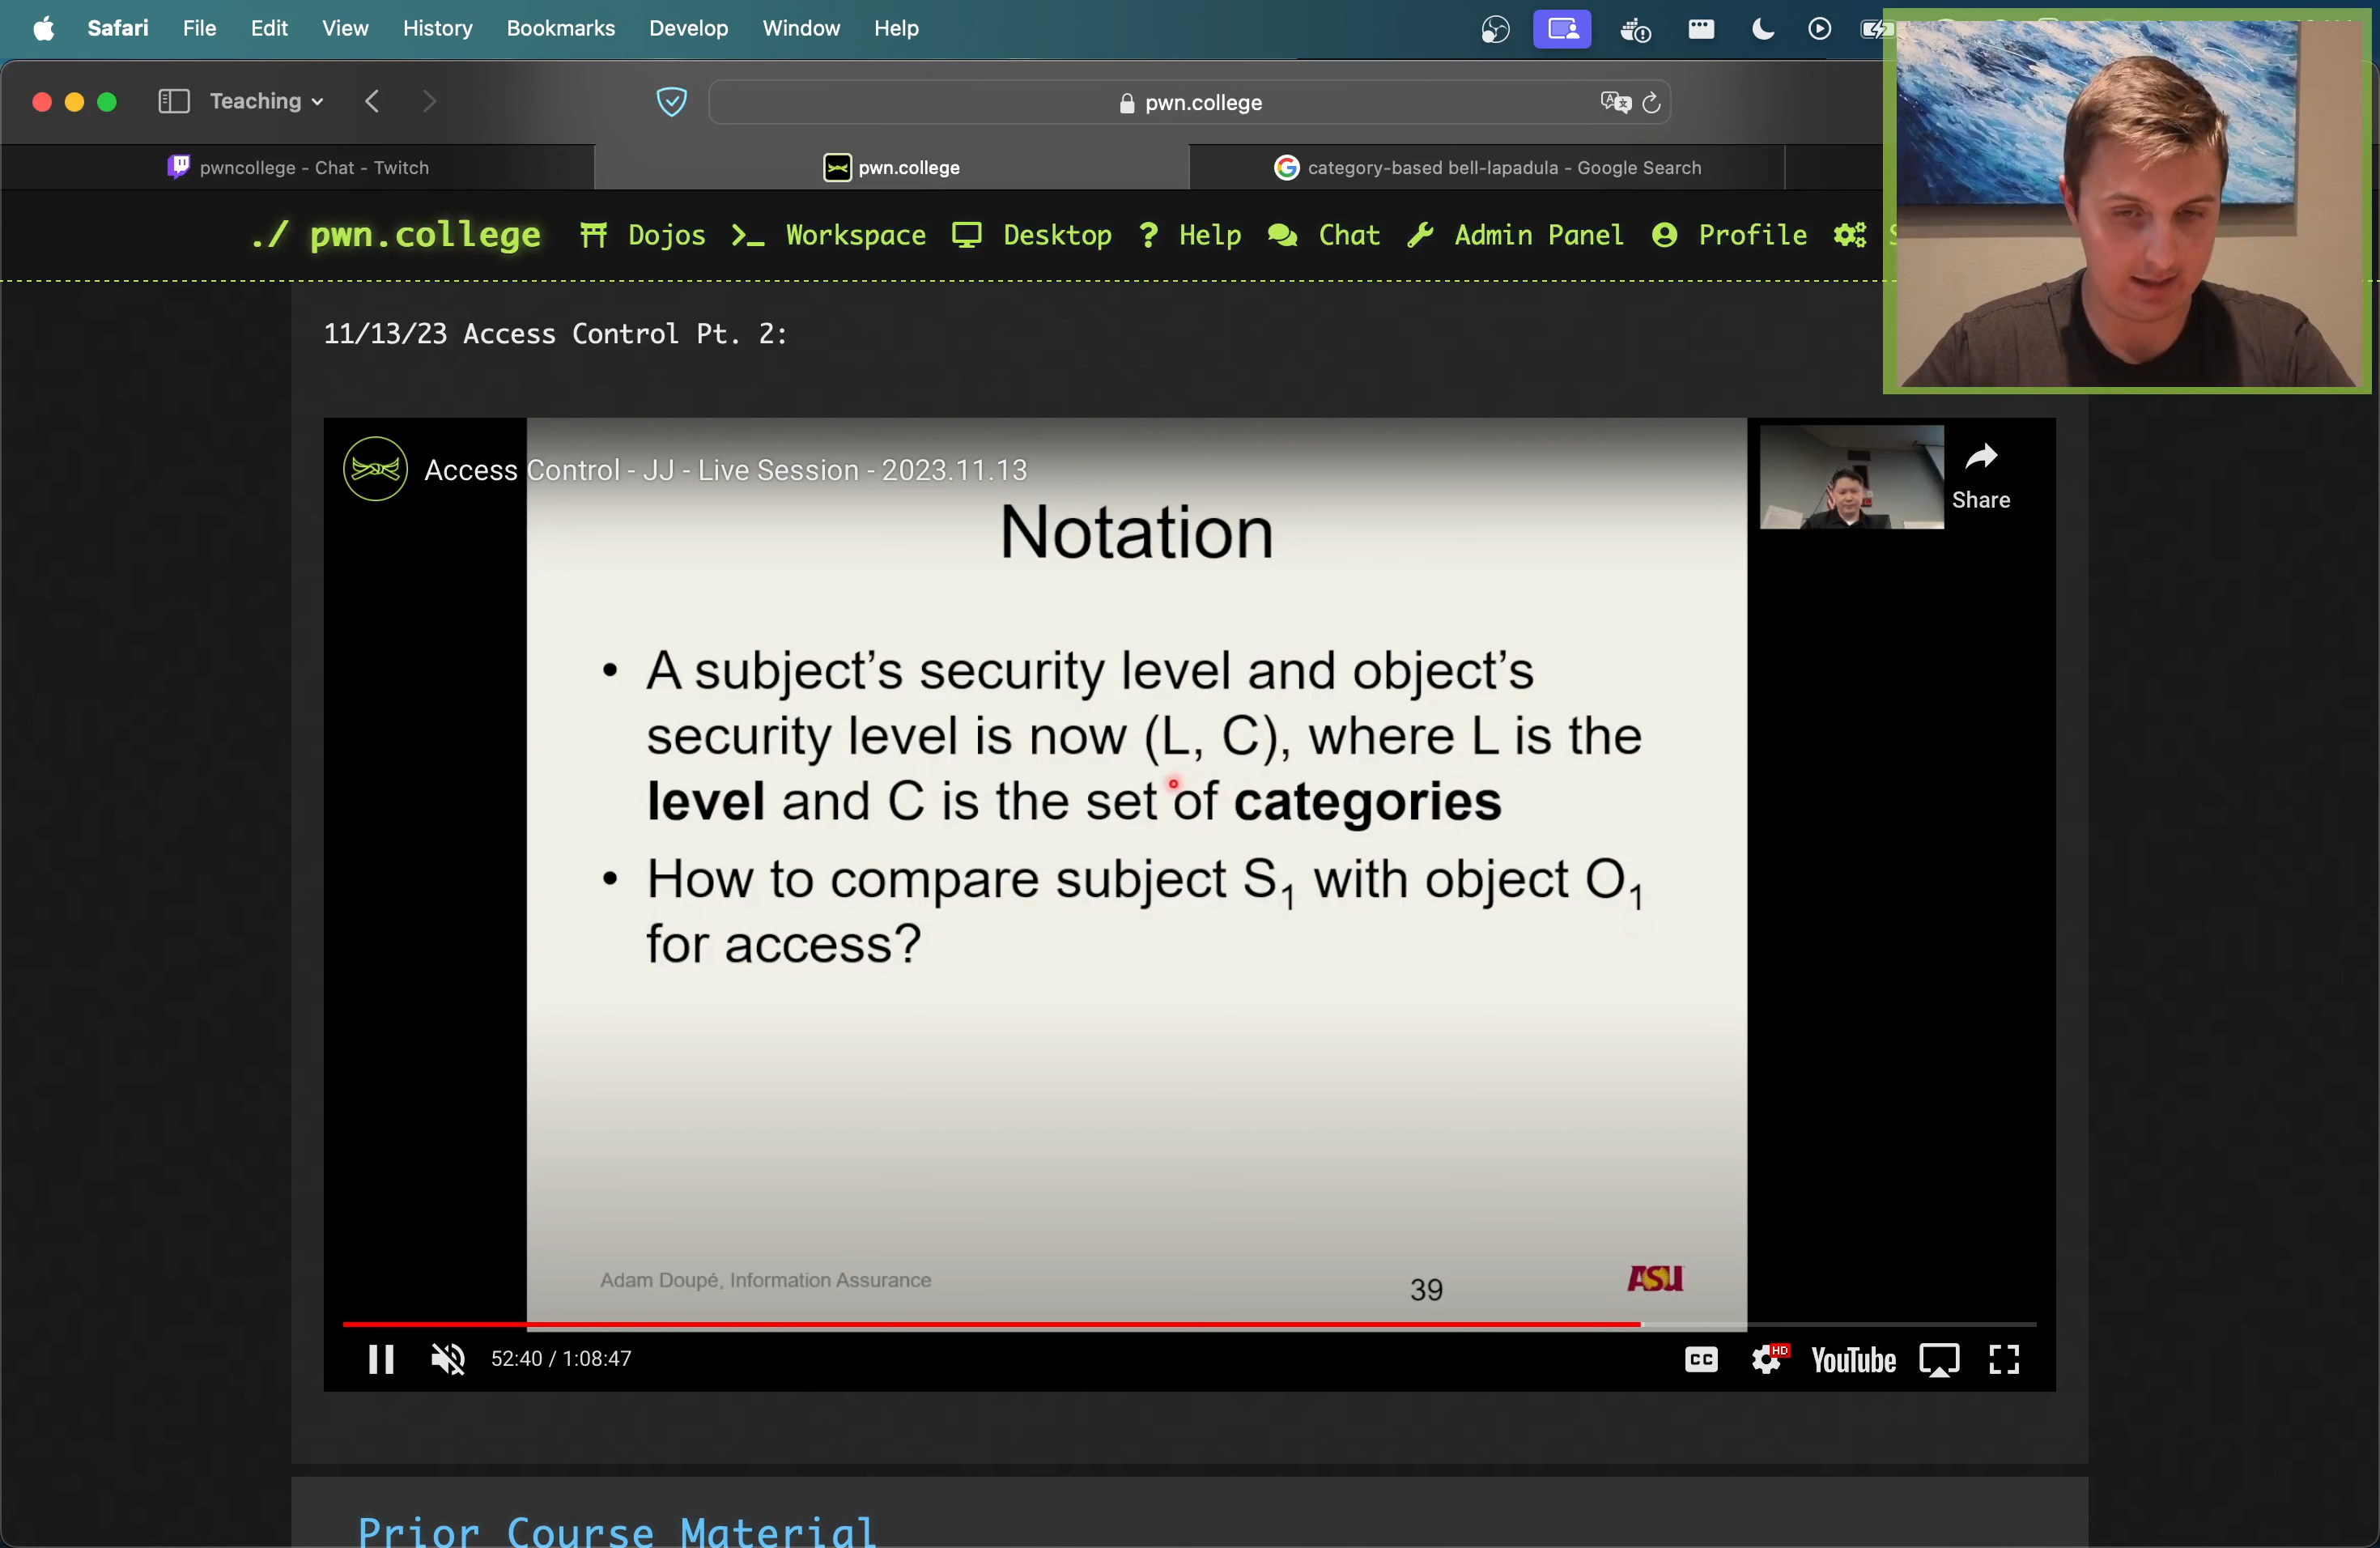 Safari File Edit View History Bookmarks Develop Window Help
Teaching pwn.college
pwncollege - Chat - Twitch pwn.college category-based bell-lapadula - Google Search
./ pwn.college Dojos Workspace Desktop ? Help Chat Admin Panel Profile
11/13/23 Access Control Pt. 2:
Access Control - JJ - Live Session - 2023.11.13
Share
Notation
• A subject's security level and object's
security level is now (L, C), where L is the
level and C is the set of categories
• How to compare subject S1 with object O1
for access?
Adam Doupé, Information Assurance 39 ASU
52:40 / 1:08:47 CC HD YouTube
Prior Course Material